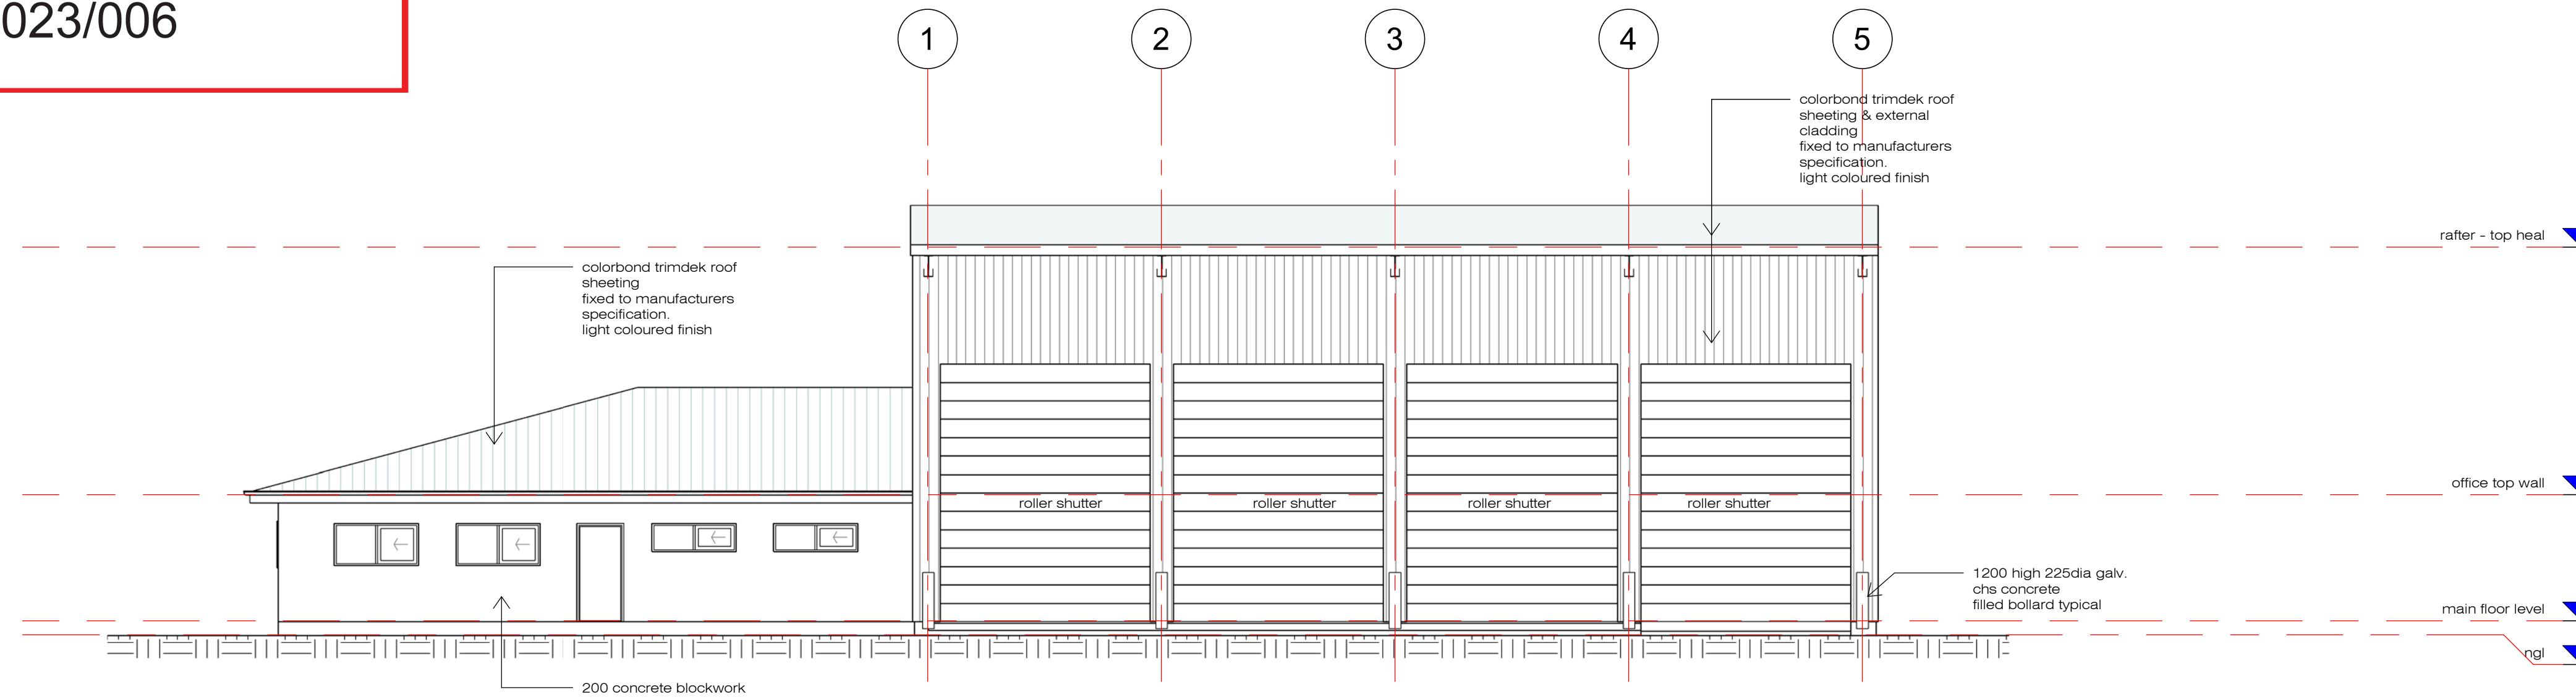 023/006
1
2
3
4
5
colorbond trimdek roof
sheeting & external
cladding
fixed to manufacturers
specification.
light coloured finish
rafter - top heal
colorbond trimdek roof
sheeting
fixed to manufacturers
specification.
light coloured finish
office top wall
roller shutter
roller shutter
roller shutter
roller shutter
1200 high 225dia galv.
chs concrete
filled bollard typical
main floor level
ngl
200 concrete blockwork